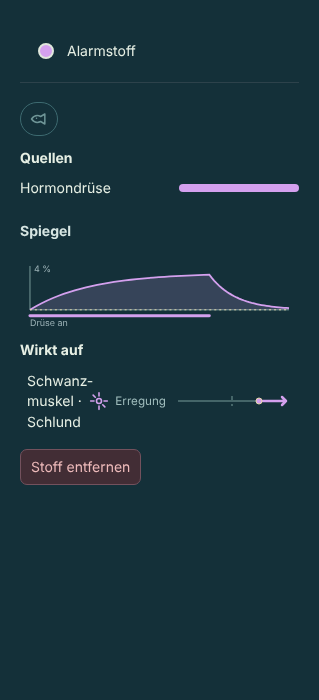 Alarmstoff
Quellen
Hormondrüse
Spiegel
4 %
Drüse an
Wirkt auf
Schwanz-
muskel · Erregung
Schlund
Stoff entfernen